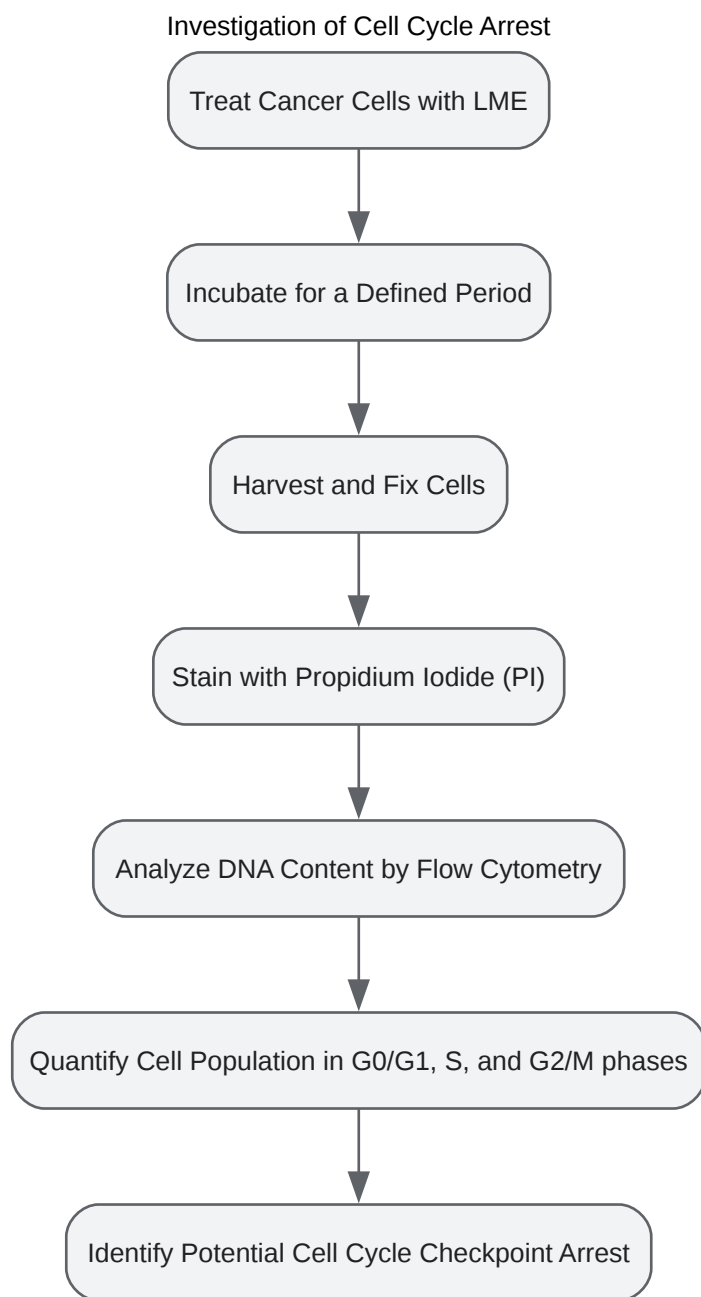 Investigation of Cell Cycle Arrest
Treat Cancer Cells with LME
Incubate for a Defined Period
Harvest and Fix Cells
Stain with Propidium Iodide (PI)
Analyze DNA Content by Flow Cytometry
Quantify Cell Population in G0/G1, S, and G2/M phases
Identify Potential Cell Cycle Checkpoint Arrest